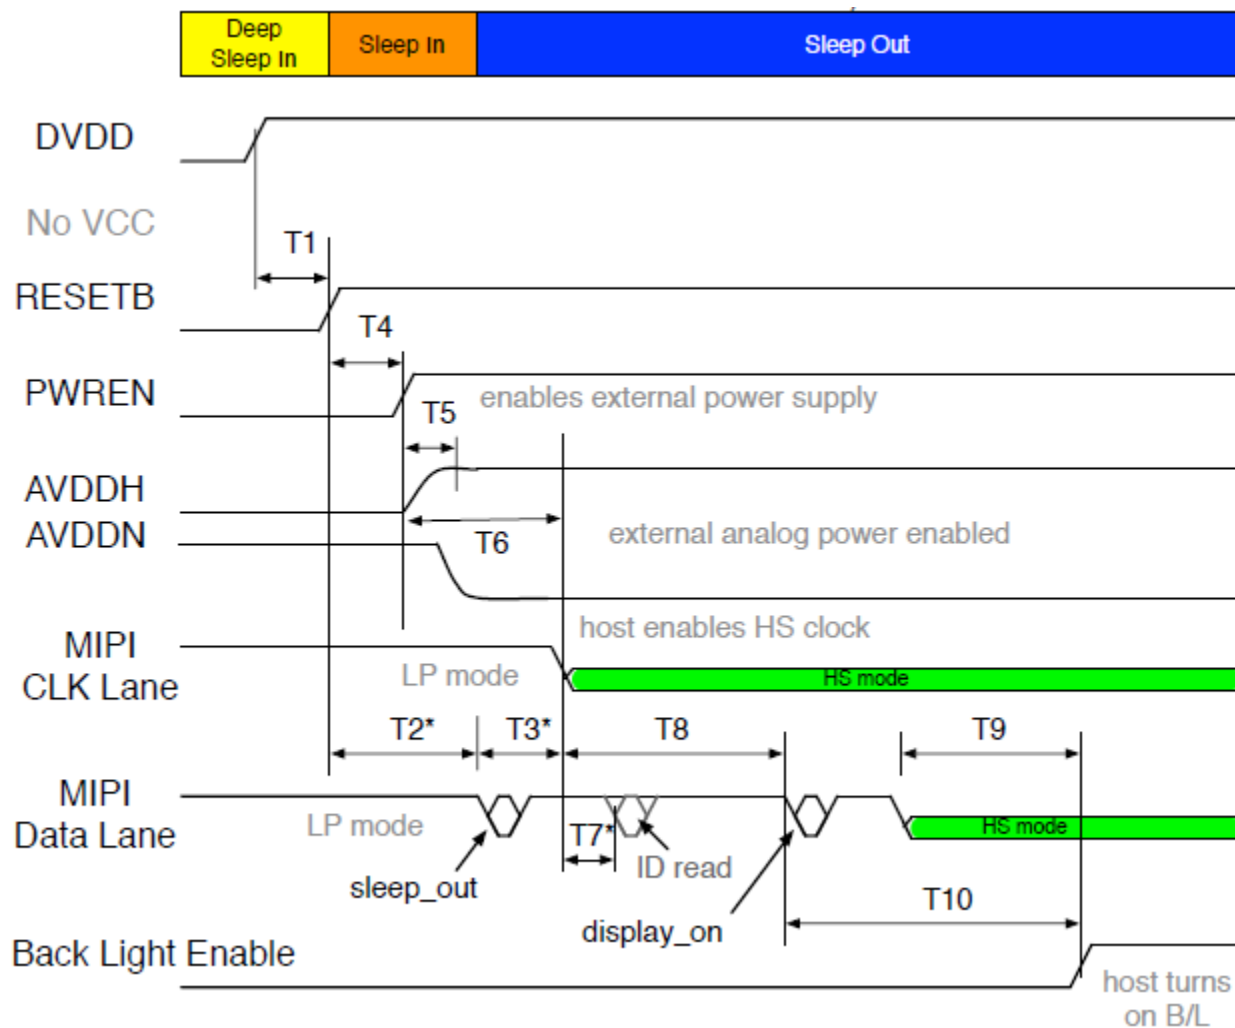 Deep
Sleep In
Sleep In
Sleep Out
DVDD
No VCC
T1
RESETB
T4
PWREN
enables external power supply
T5
AVDDH
AVDDN
T6
external analog power enabled
host enables HS clock
MIPI
CLK Lane
LP mode
HS mode
T2*
T3*
T8
T9
MIPI
Data Lane
LP mode
T7*
HS mode
ID read
sleep_out
display_on
T10
Back Light Enable
host turns
on B/L